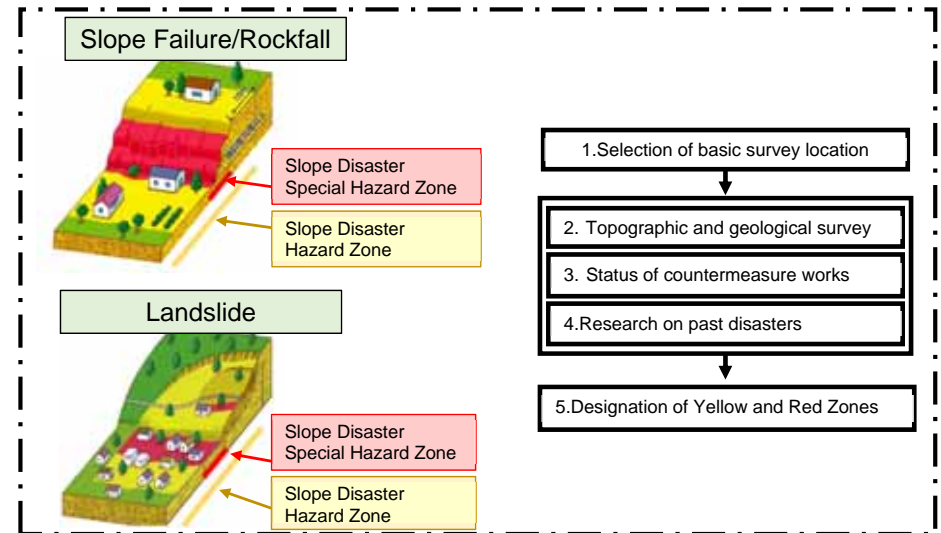 Slope Failure/Rockfall
Slope Disaster
Special Hazard Zone
Slope Disaster
Hazard Zone
Landslide
Slope Disaster
Special Hazard Zone
Slope Disaster
Hazard Zone
1.Selection of basic survey location
2. Topographic and geological survey
3. Status of countermeasure works
4.Research on past disasters
5.Designation of Yellow and Red Zones